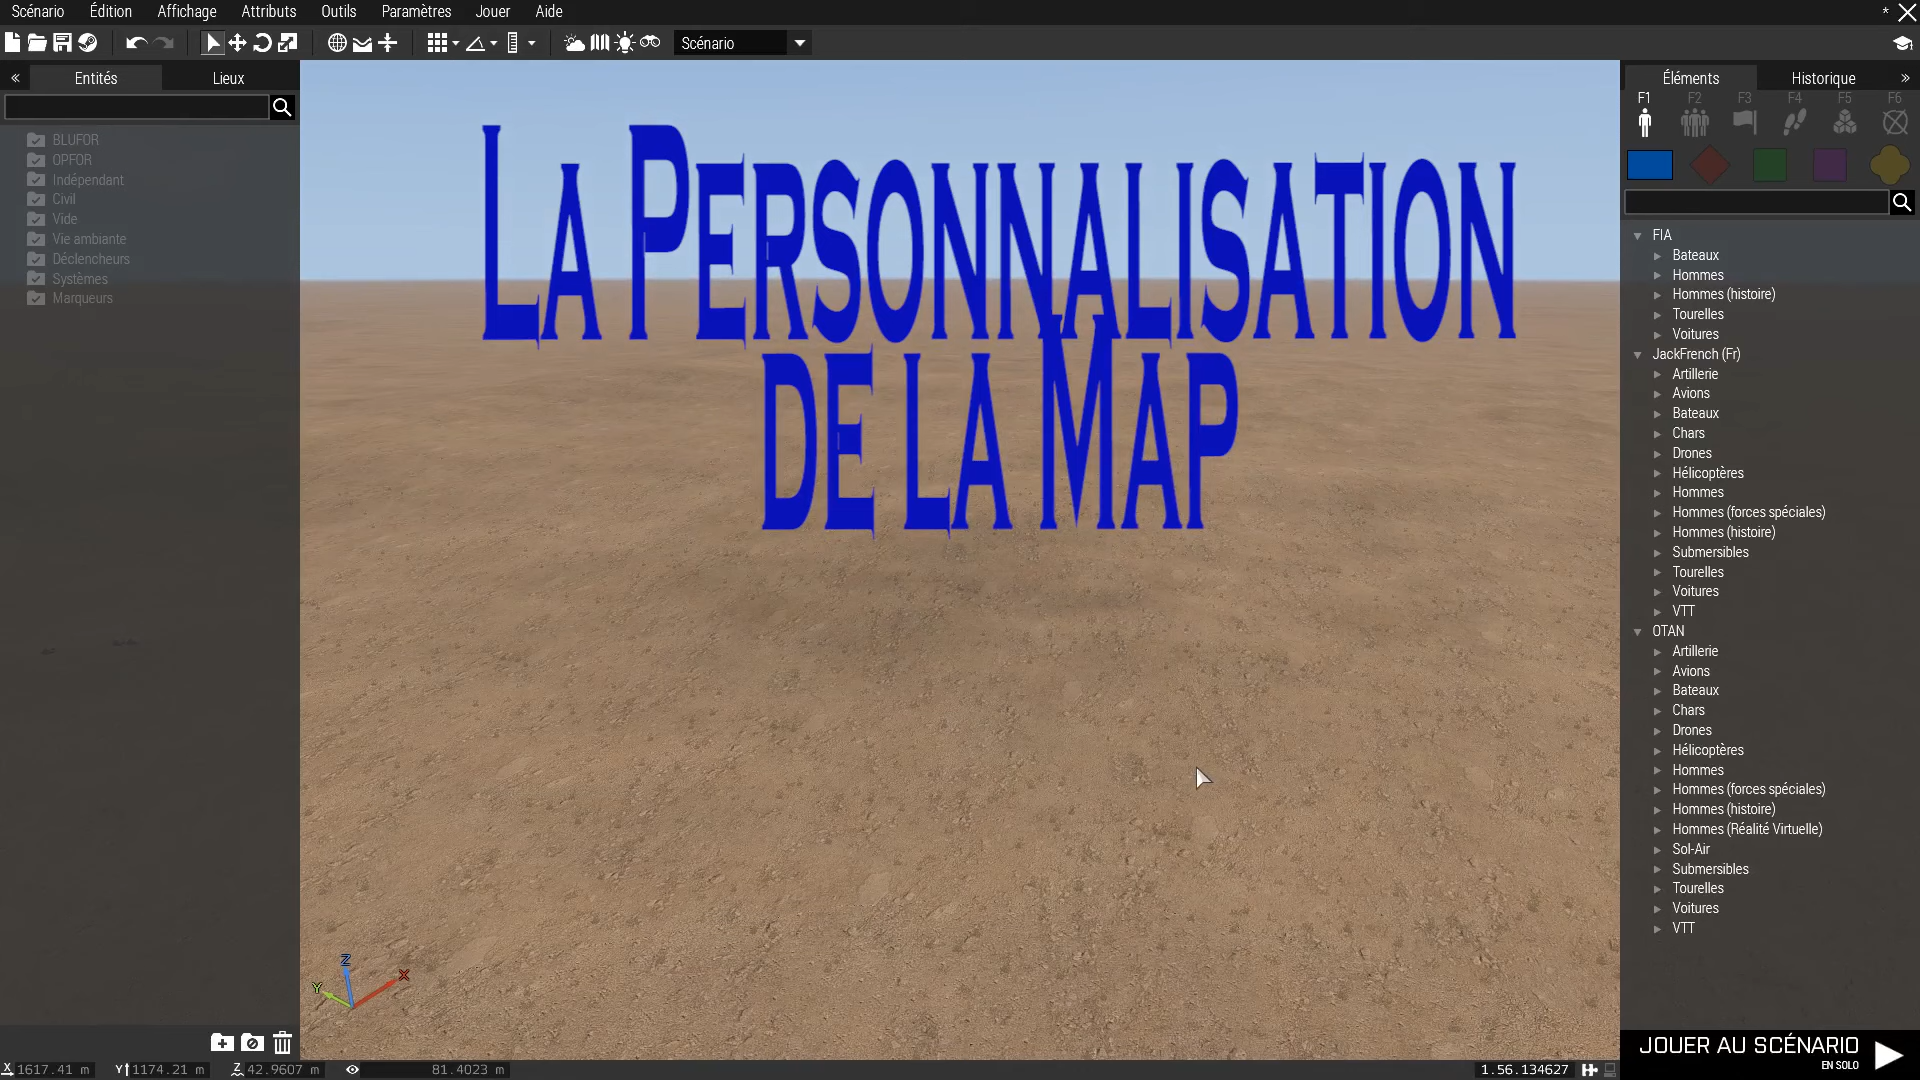 Scénario Édition Affichage Attributs Outils Paramètres Jouer Aide *
Scénario
Entités Lieux
BLUFOR
OPFOR
Indépendant
Civil
Vide
Vie ambiante
Déclencheurs
Systèmes
Marqueurs
La Personnalisation
de la Map
Z
Y X
Éléments Historique
F1 F2 F3 F4 F5 F6
FIA
Bateaux
Hommes
Hommes (histoire)
Tourelles
Voitures
JackFrench (Fr)
Artillerie
Avions
Bateaux
Chars
Drones
Hélicoptères
Hommes
Hommes (forces spéciales)
Hommes (histoire)
Submersibles
Tourelles
Voitures
VTT
OTAN
Artillerie
Avions
Bateaux
Chars
Drones
Hélicoptères
Hommes
Hommes (forces spéciales)
Hommes (histoire)
Hommes (Réalité Virtuelle)
Sol-Air
Submersibles
Tourelles
Voitures
VTT
JOUER AU SCÉNARIO
EN SOLO
X 1617.41 m Y 1174.21 m Z 42.9607 m 81.4023 m 1.56.134627